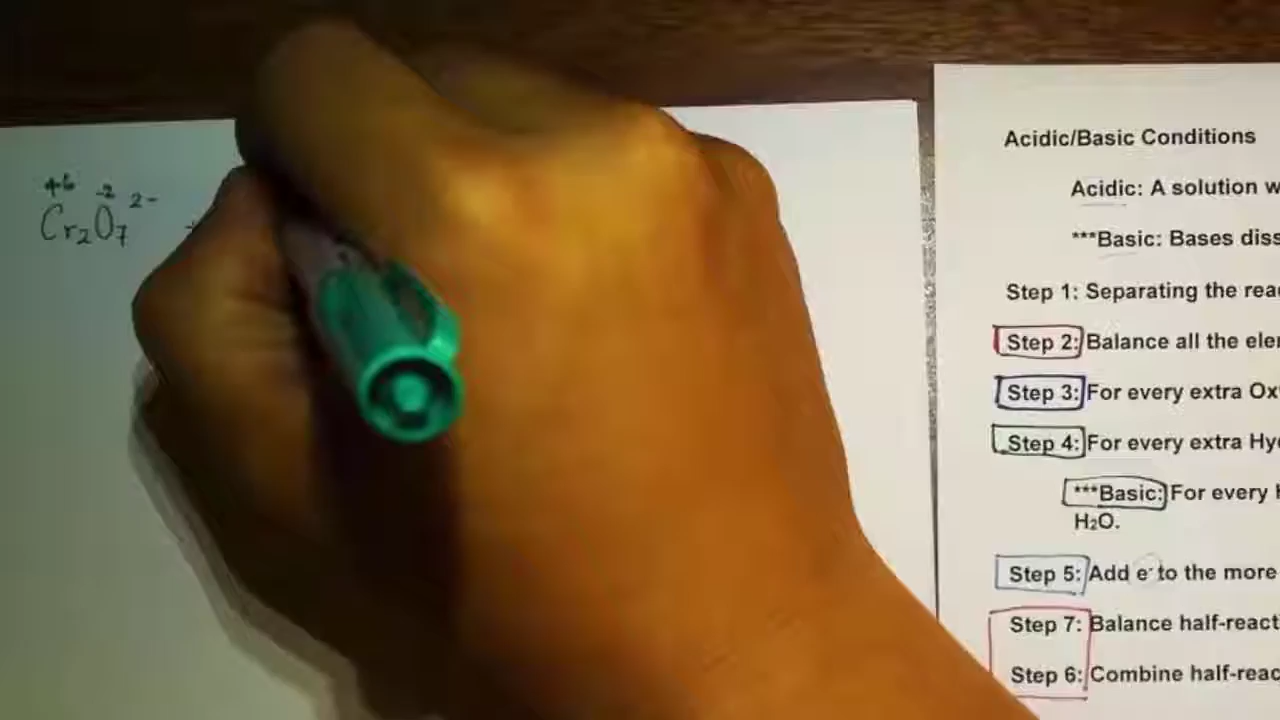 +6 -2 2-
Cr2O7
Acidic/Basic Conditions
Acidic: A solution w
***Basic: Bases diss
Step 1: Separating the rea
Step 2: Balance all the eler
Step 3: For every extra Ox
Step 4: For every extra Hy
***Basic: For every
H₂O.
Step 5: Add e⁻ to the more
Step 7: Balance half-react
Step 6: Combine half-reac